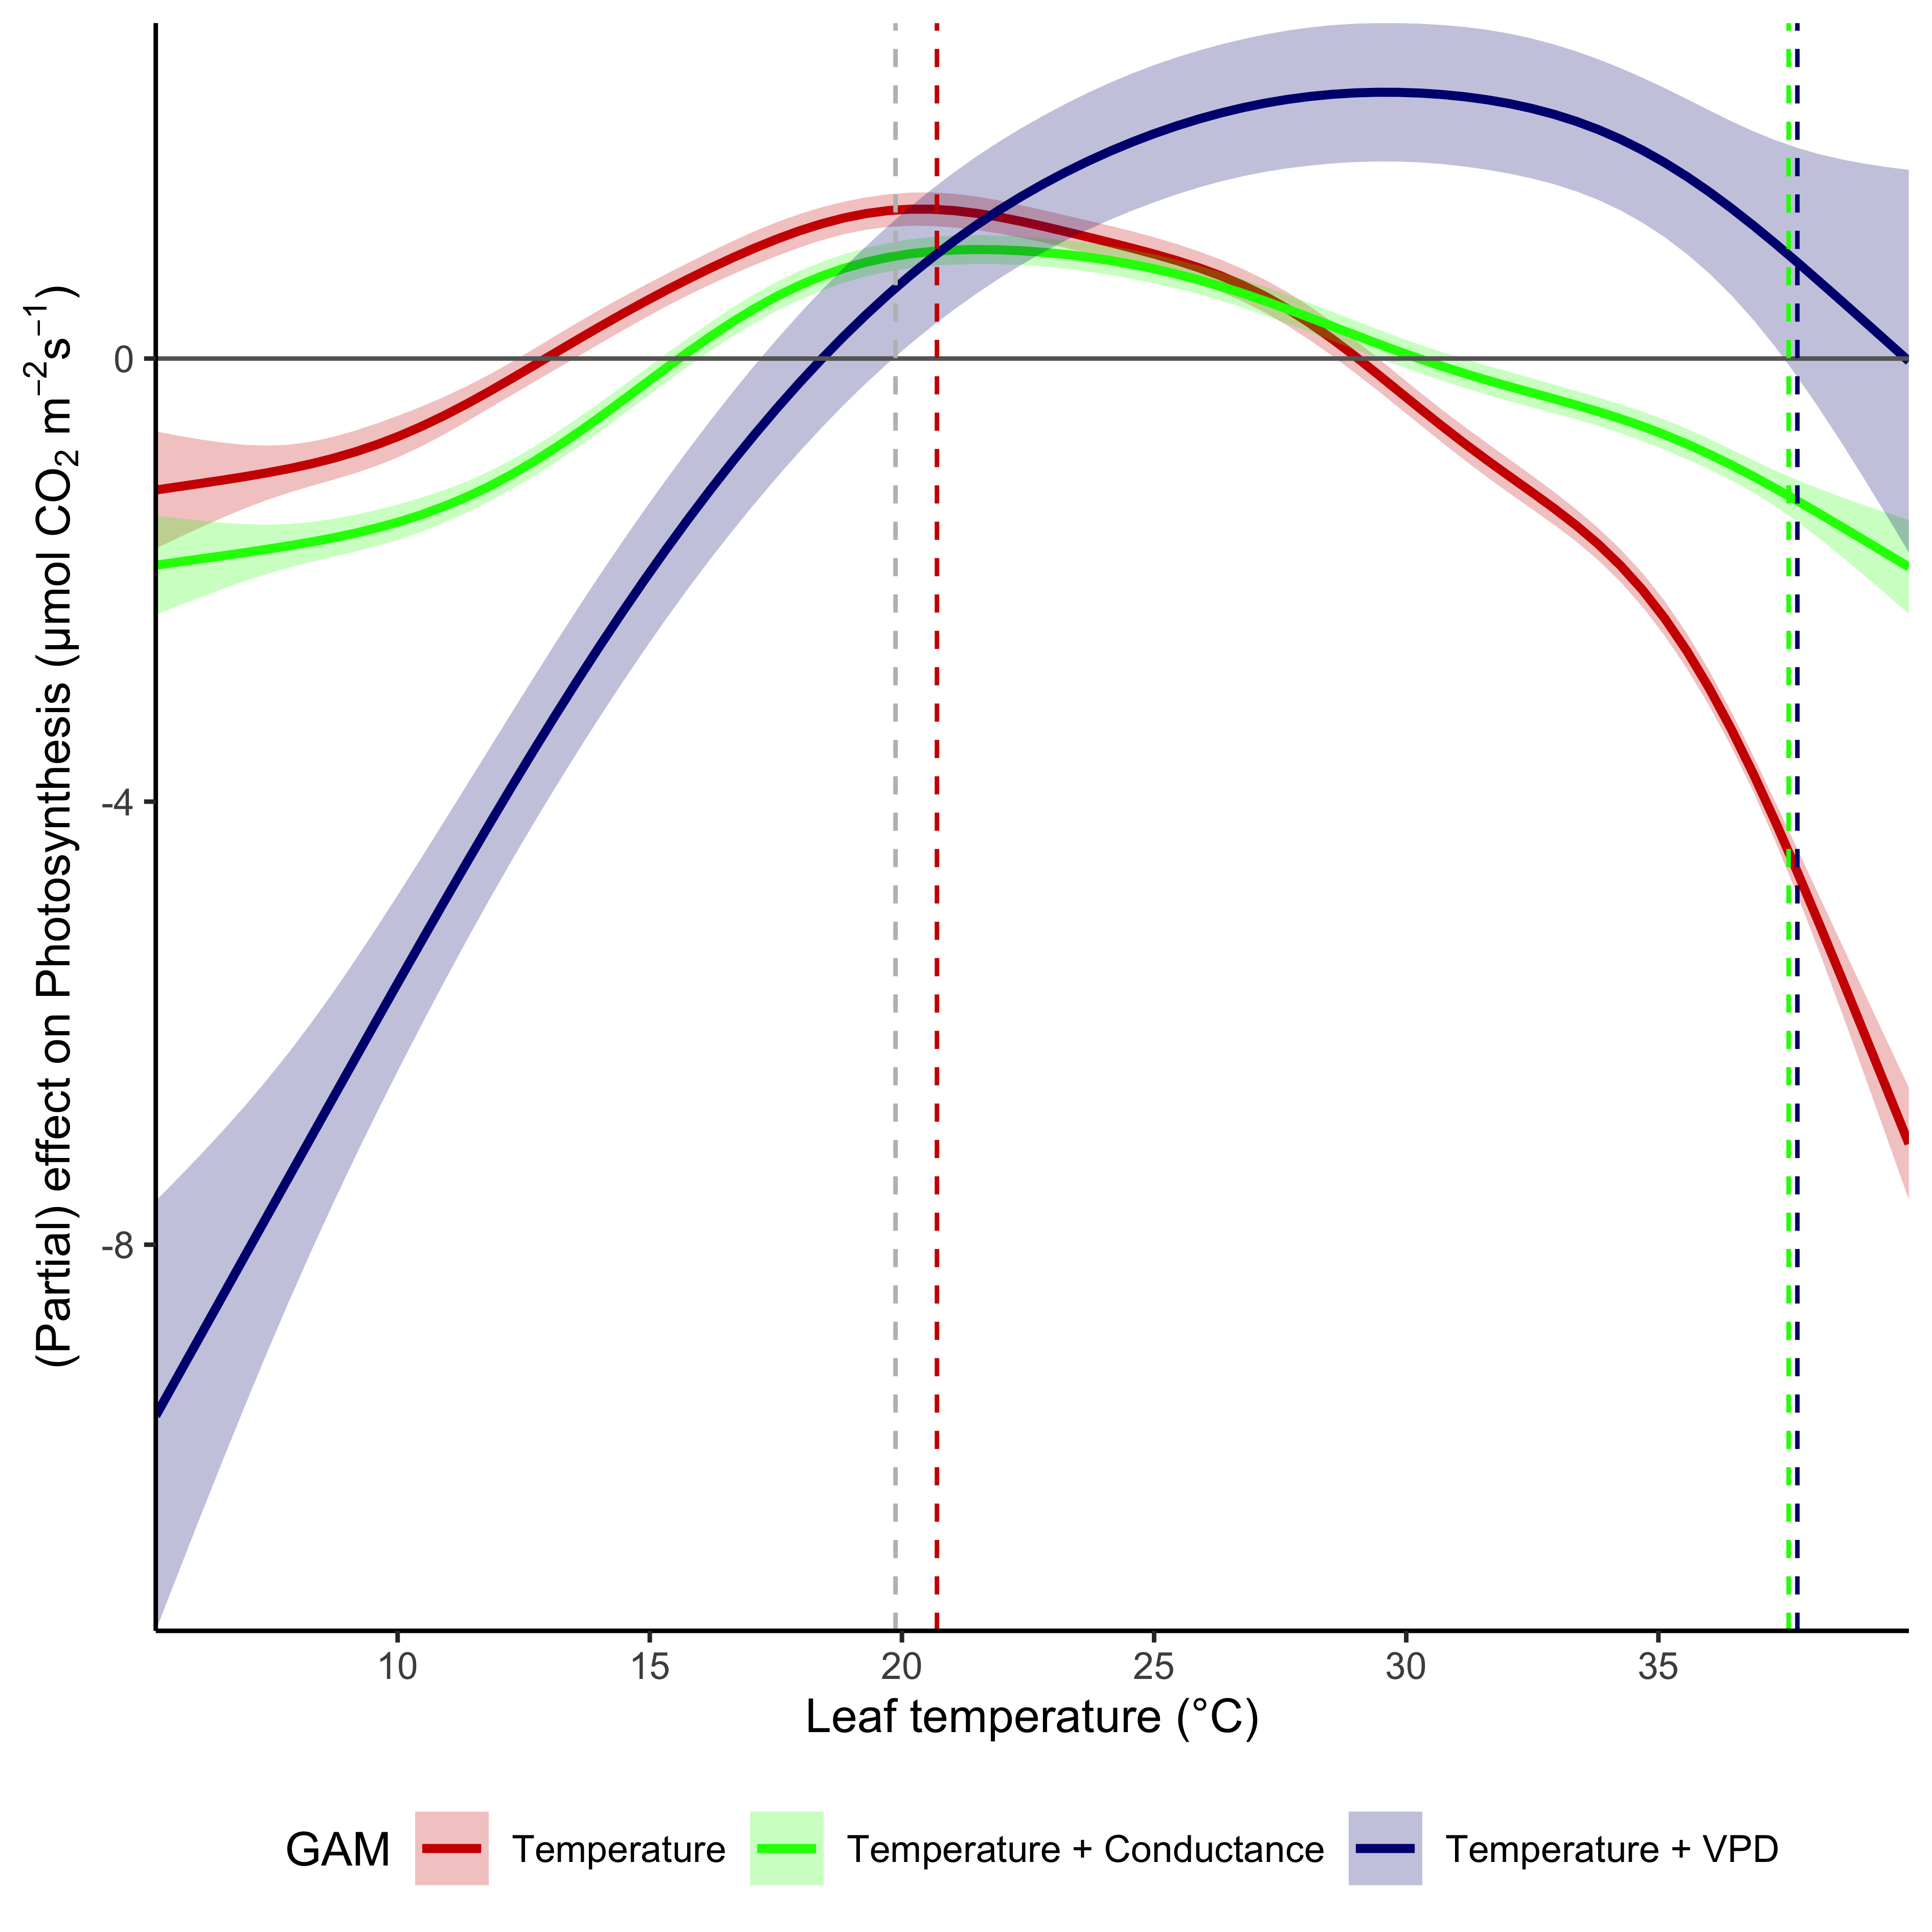 (Partial) effect on Photosynthesis (μmol CO₂ m⁻²s⁻¹)
0
-4
-8
10 15 20 25 30 35
Leaf temperature (°C)
GAM Temperature Temperature + Conductance Temperature + VPD